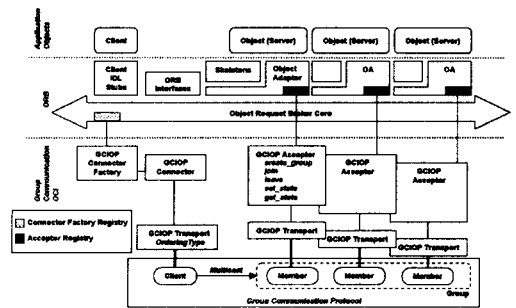 Application
Objects
Client
Object (Server)
Object (Server)
Object (Server)
ORB
Client
IDL
Stubs
ORB
Interfaces
Skeletons
Object
Adapter
OA
OA
Object Request Broker Core
Group
Communication
OCI
GCIOP
Connector
Factory
GCIOP
Connector
GCIOP Acceptor
create_group
join
leave
set_state
get_state
GCIOP
Acceptor
GCIOP
Acceptor
Connector Factory Registry
Acceptor Registry
GCIOP Transport
OrderingType
GCIOP Transport
GCIOP Transport
GCIOP Transport
Client
Multicast
Member
Member
Member
Group
Group Communication Protocol